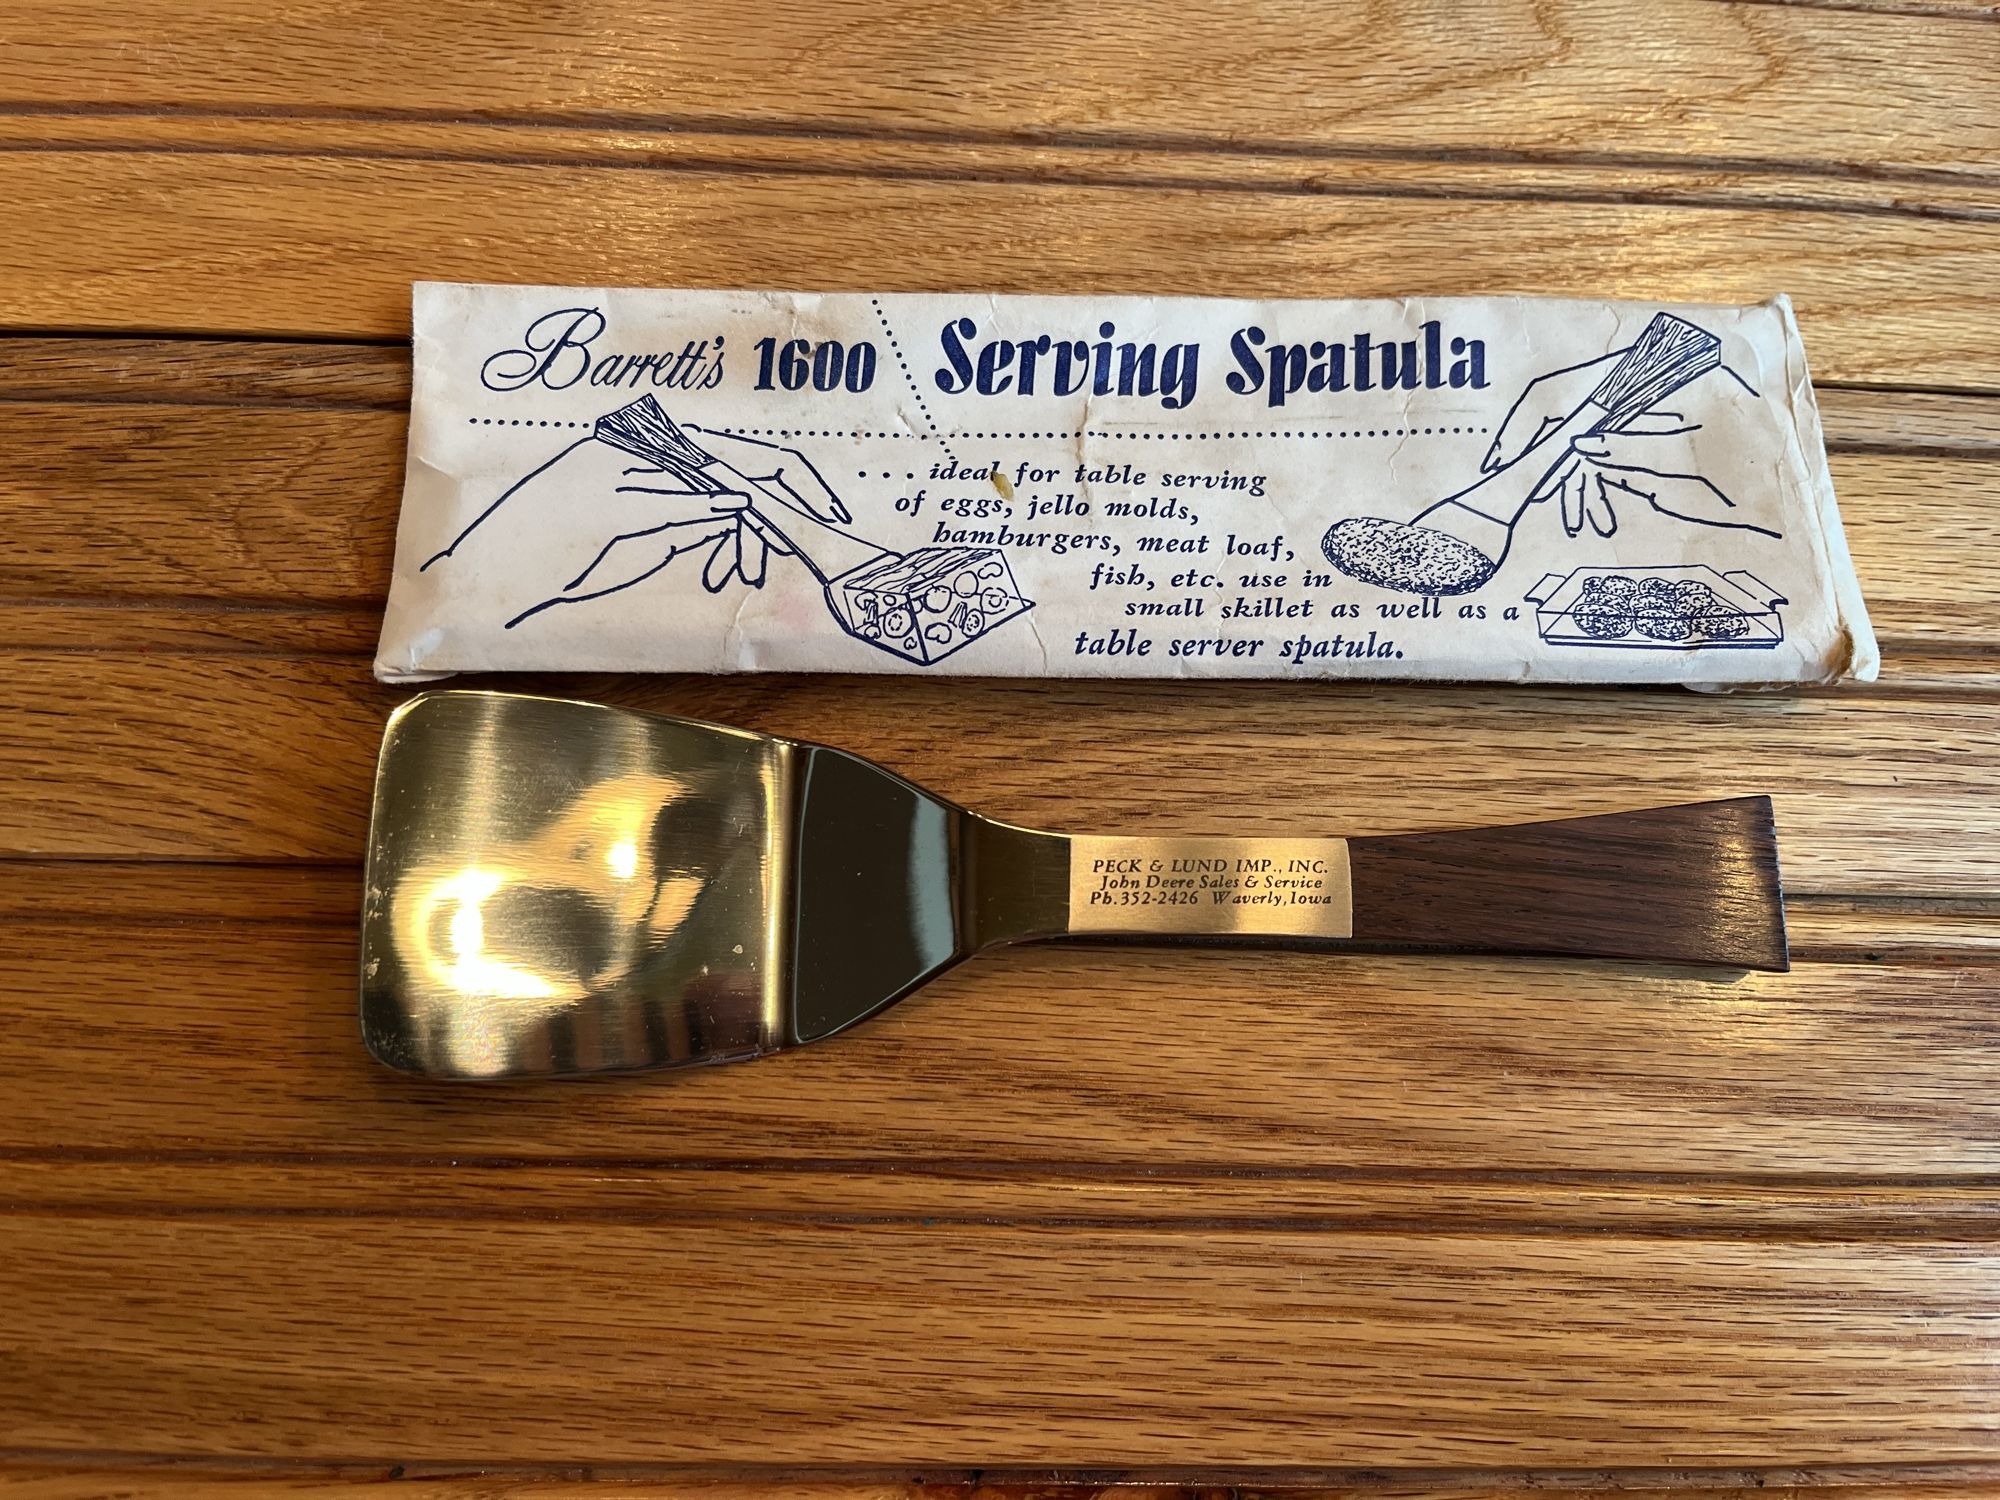 Barrett's 1600 Serving Spatula
... ideal for table serving
of eggs, jello molds,
hamburgers, meat loaf,
fish, etc. use in
small skillet as well as a
table server spatula.
PECK & LUND IMP., INC.
John Deere Sales & Service
Ph. 352-2426 Waverly, Iowa